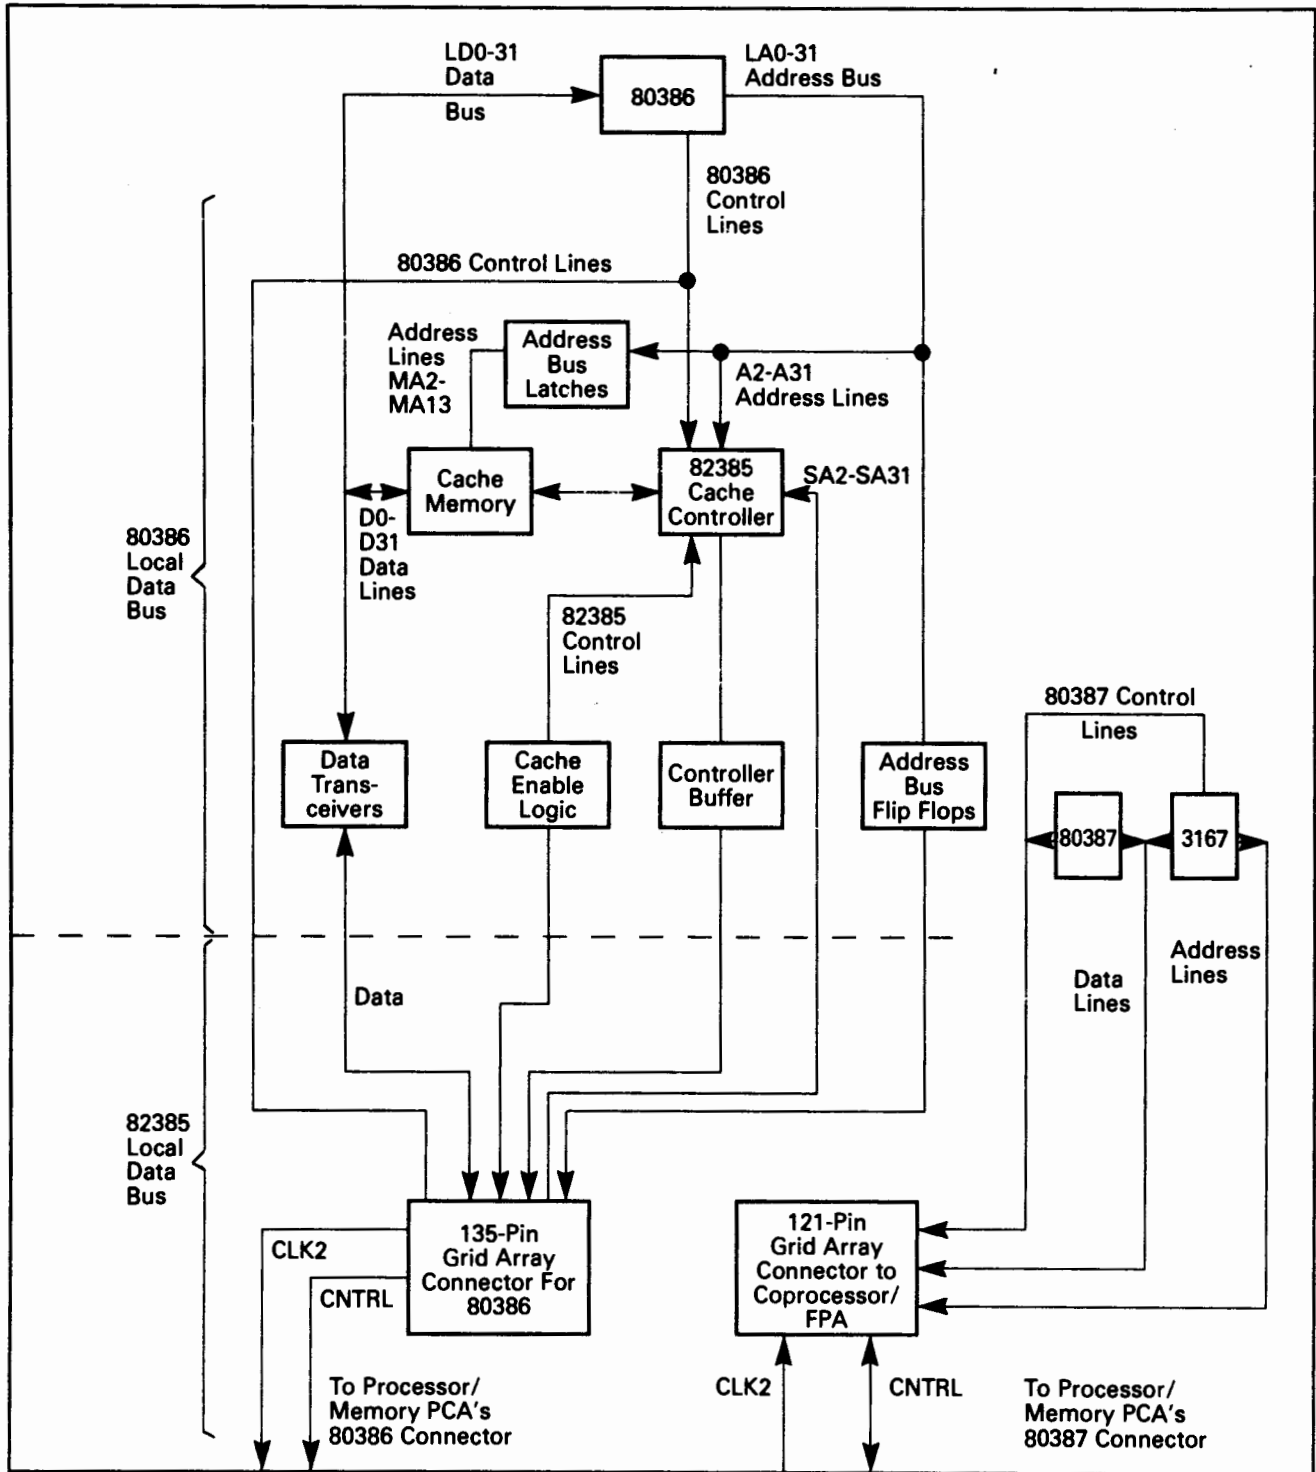 LD0-31
Data
Bus
80386
LA0-31
Address Bus
80386
Control
Lines
80386 Control Lines
Address
Lines
MA2-
MA13
Address
Bus
Latches
A2-A31
Address Lines
Cache
Memory
82385
Cache
Controller
SA2-SA31
D0-
D31
Data
Lines
80386
Local
Data
Bus
82385
Control
Lines
80387 Control
Lines
Data
Trans-
ceivers
Cache
Enable
Logic
Controller
Buffer
Address
Bus
Flip Flops
80387
3167
Data
Data
Lines
Address
Lines
82385
Local
Data
Bus
135-Pin
Grid Array
Connector For
80386
121-Pin
Grid Array
Connector to
Coprocessor/
FPA
CLK2
CNTRL
To Processor/
Memory PCA's
80386 Connector
CLK2
CNTRL
To Processor/
Memory PCA's
80387 Connector